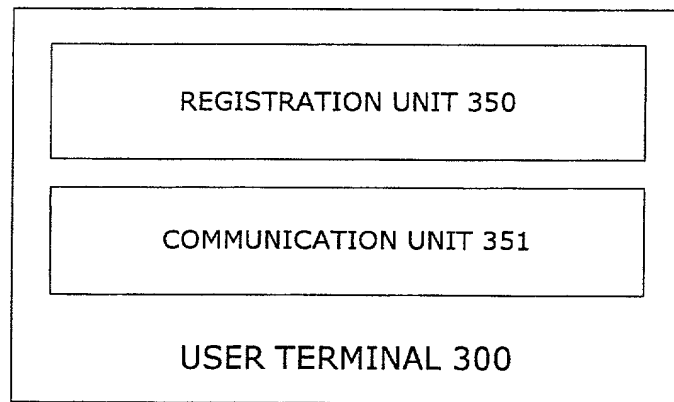 REGISTRATION UNIT 350
COMMUNICATION UNIT 351
USER TERMINAL 300